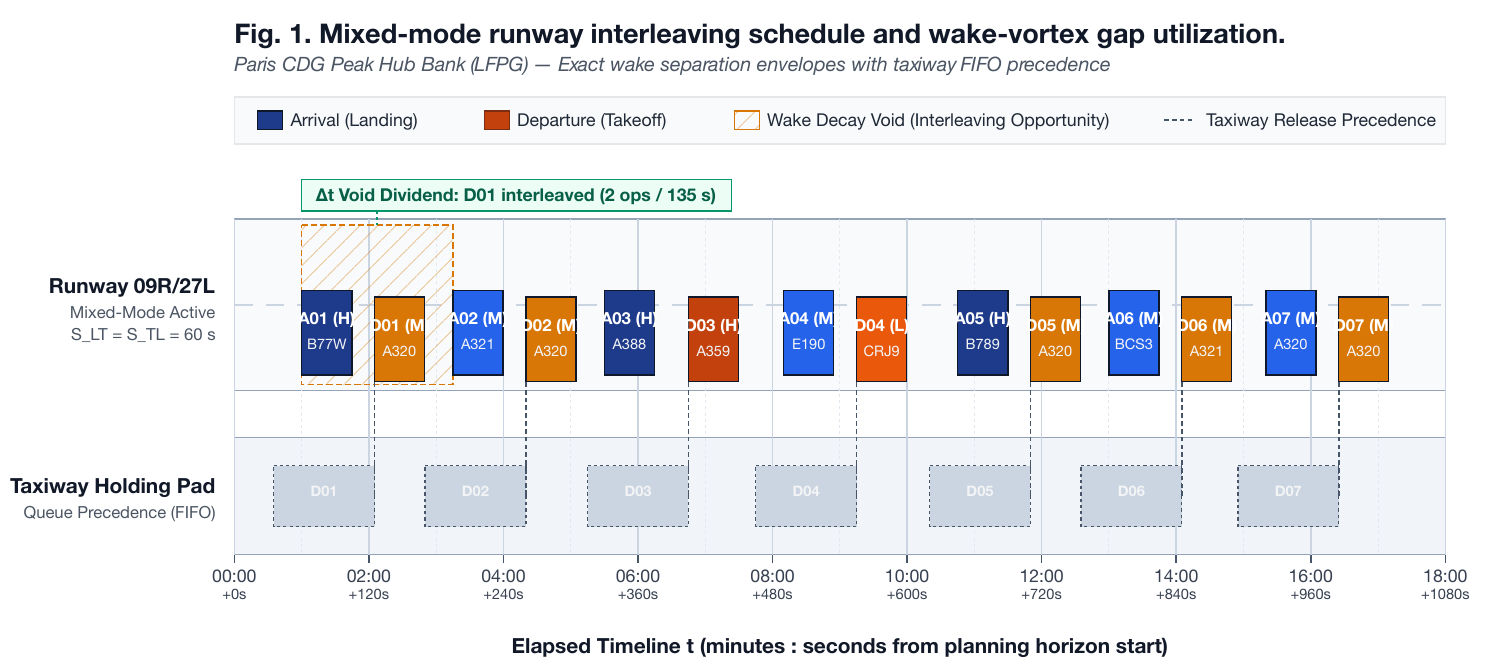 Fig. 1. Mixed-mode runway interleaving schedule and wake-vortex gap utilization.
Paris CDG Peak Hub Bank (LFPG) — Exact wake separation envelopes with taxiway FIFO precedence
Arrival (Landing) Departure (Takeoff) Wake Decay Void (Interleaving Opportunity) Taxiway Release Precedence
Δt Void Dividend: D01 interleaved (2 ops / 135 s)
Runway 09R/27L
Mixed-Mode Active
S_LT = S_TL = 60 s
A01 (H) D01 (M A02 (M) D02 (M A03 (H) D03 (H) A04 (M) D04 (L) A05 (H) D05 (M A06 (M) D06 (M A07 (M) D07 (M
B77W A320 A321 A320 A388 A359 E190 CRJ9 B789 A320 BCS3 A321 A320 A320
Taxiway Holding Pad
Queue Precedence (FIFO)
D01 D02 D03 D04 D05 D06 D07
00:00 02:00 04:00 06:00 08:00 10:00 12:00 14:00 16:00 18:00
+0s +120s +240s +360s +480s +600s +720s +840s +960s +1080s
Elapsed Timeline t (minutes : seconds from planning horizon start)